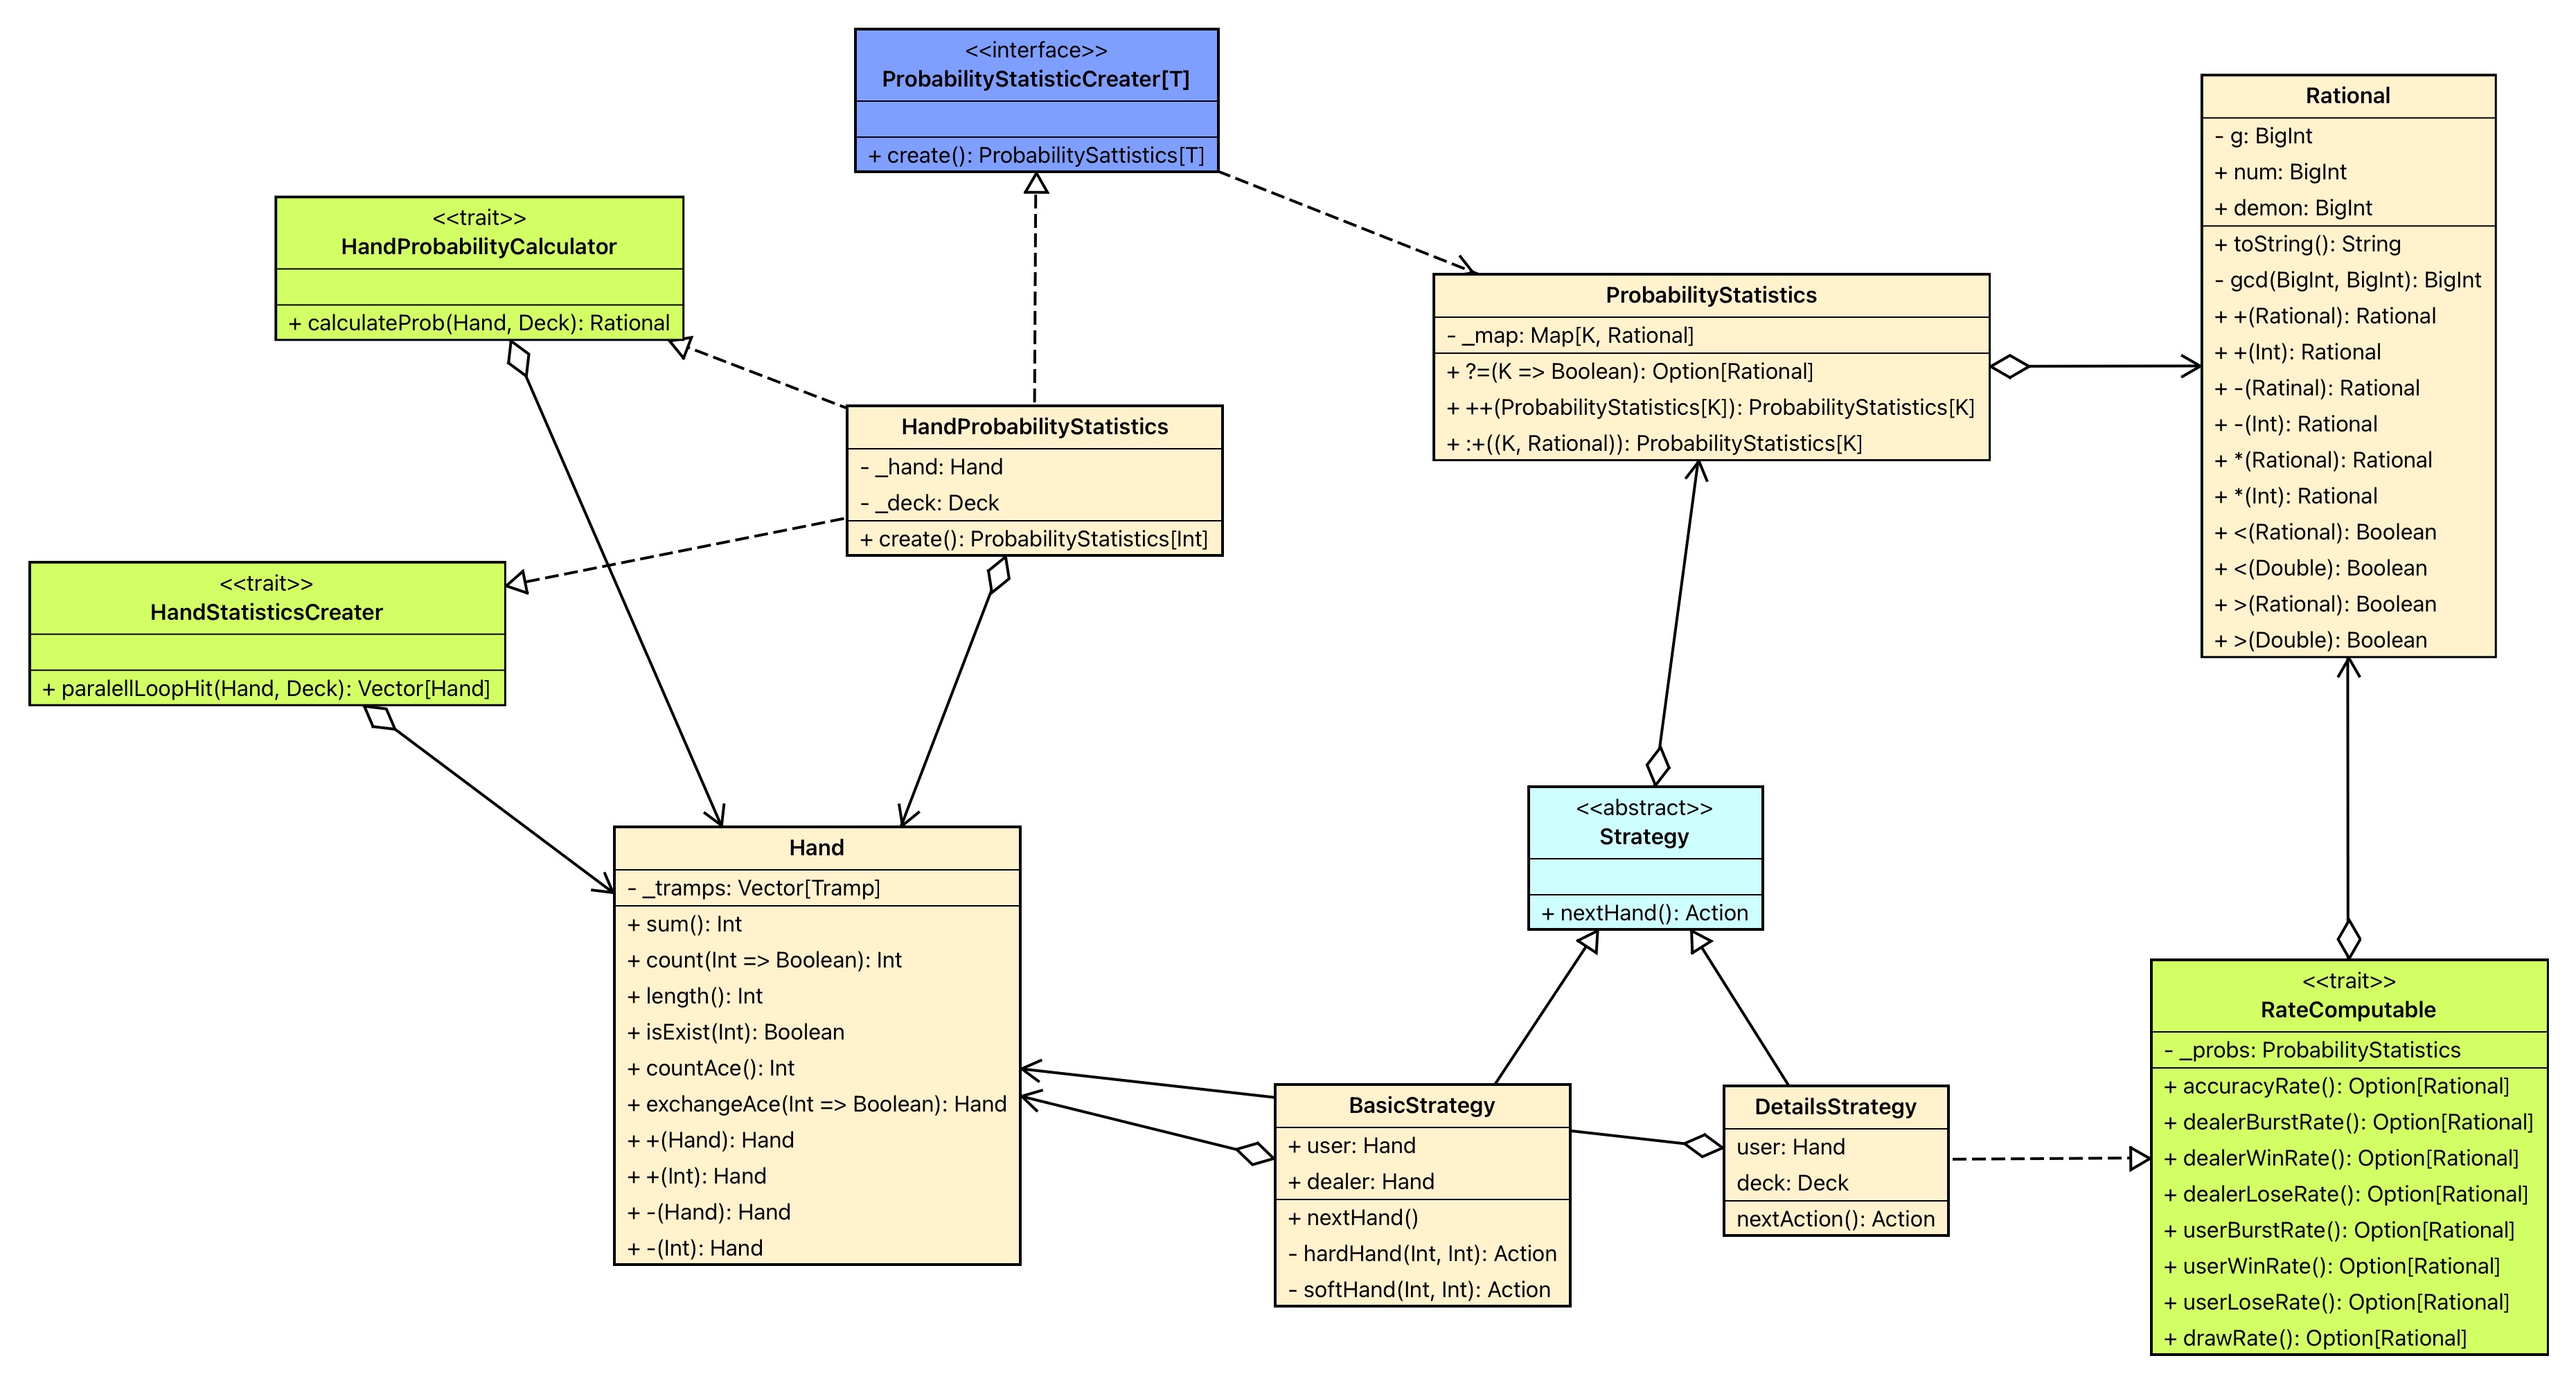 <<interface>>
ProbabilityStatisticCreater[T]
+ create(): ProbabilitySattistics[T]
Rational
- g: BigInt
+ num: BigInt
+ demon: BigInt
+ toString(): String
- gcd(BigInt, BigInt): BigInt
+ +(Rational): Rational
+ +(Int): Rational
+ -(Ratinal): Rational
+ -(Int): Rational
+ *(Rational): Rational
+ *(Int): Rational
+ <(Rational): Boolean
+ <(Double): Boolean
+ >(Rational): Boolean
+ >(Double): Boolean
<<trait>>
HandProbabilityCalculator
+ calculateProb(Hand, Deck): Rational
ProbabilityStatistics
- _map: Map[K, Rational]
+ ?=(K => Boolean): Option[Rational]
+ ++(ProbabilityStatistics[K]): ProbabilityStatistics[K]
+ :+((K, Rational)): ProbabilityStatistics[K]
HandProbabilityStatistics
- _hand: Hand
- _deck: Deck
+ create(): ProbabilityStatistics[Int]
<<trait>>
HandStatisticsCreater
+ paralellLoopHit(Hand, Deck): Vector[Hand]
Hand
- _tramps: Vector[Tramp]
+ sum(): Int
+ count(Int => Boolean): Int
+ length(): Int
+ isExist(Int): Boolean
+ countAce(): Int
+ exchangeAce(Int => Boolean): Hand
+ +(Hand): Hand
+ +(Int): Hand
+ -(Hand): Hand
+ -(Int): Hand
<<abstract>>
Strategy
+ nextHand(): Action
BasicStrategy
+ user: Hand
+ dealer: Hand
+ nextHand()
- hardHand(Int, Int): Action
- softHand(Int, Int): Action
DetailsStrategy
user: Hand
deck: Deck
nextAction(): Action
<<trait>>
RateComputable
- _probs: ProbabilityStatistics
+ accuracyRate(): Option[Rational]
+ dealerBurstRate(): Option[Rational]
+ dealerWinRate(): Option[Rational]
+ dealerLoseRate(): Option[Rational]
+ userBurstRate(): Option[Rational]
+ userWinRate(): Option[Rational]
+ userLoseRate(): Option[Rational]
+ drawRate(): Option[Rational]